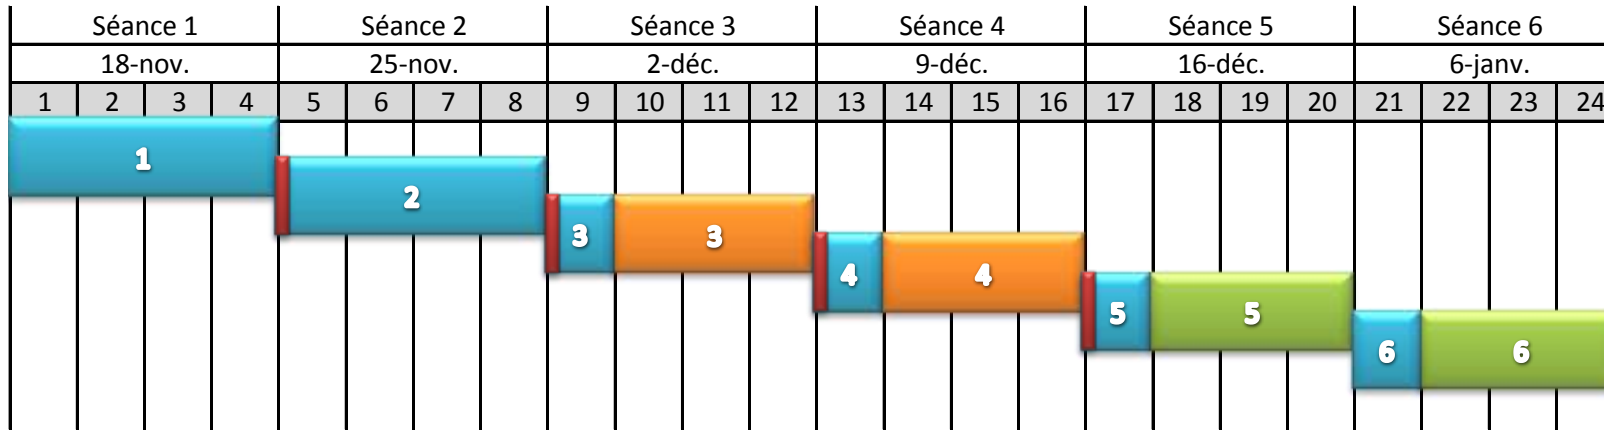 Séance 1 Séance 2 Séance 3 Séance 4 Séance 5 Séance 6
18-nov. 25-nov. 2-déc. 9-déc. 16-déc. 6-janv.
1 2 3 4 5 6 7 8 9 10 11 12 13 14 15 16 17 18 19 20 21 22 23 24
1
2
3 3
4 4
5 5
6 6